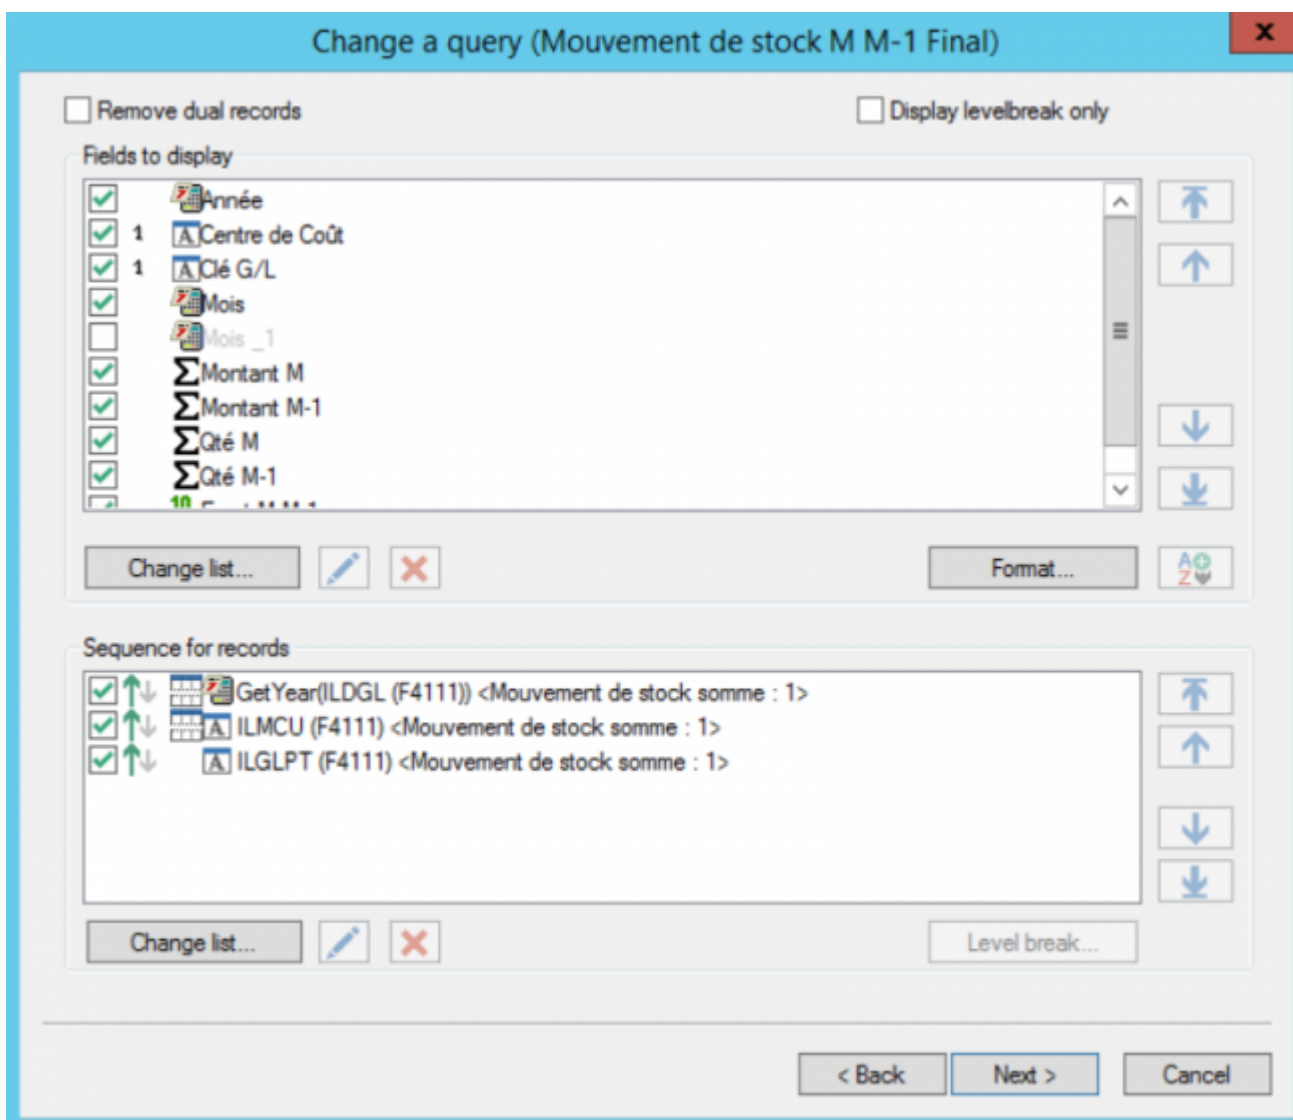 Change a query (Mouvement de stock M M-1 Final)
x
Remove dual records
Display levelbreak only
Fields to display
Année
1 Centre de Coût
1 Clé G/L
Mois
Mois _1
Montant M
Montant M-1
Qté M
Qté M-1
Change list...
Format...
Sequence for records
GetYear(ILDGL (F4111)) <Mouvement de stock somme : 1>
ILMCU (F4111) <Mouvement de stock somme : 1>
ILGLPT (F4111) <Mouvement de stock somme : 1>
Change list...
Level break...
< Back
Next >
Cancel